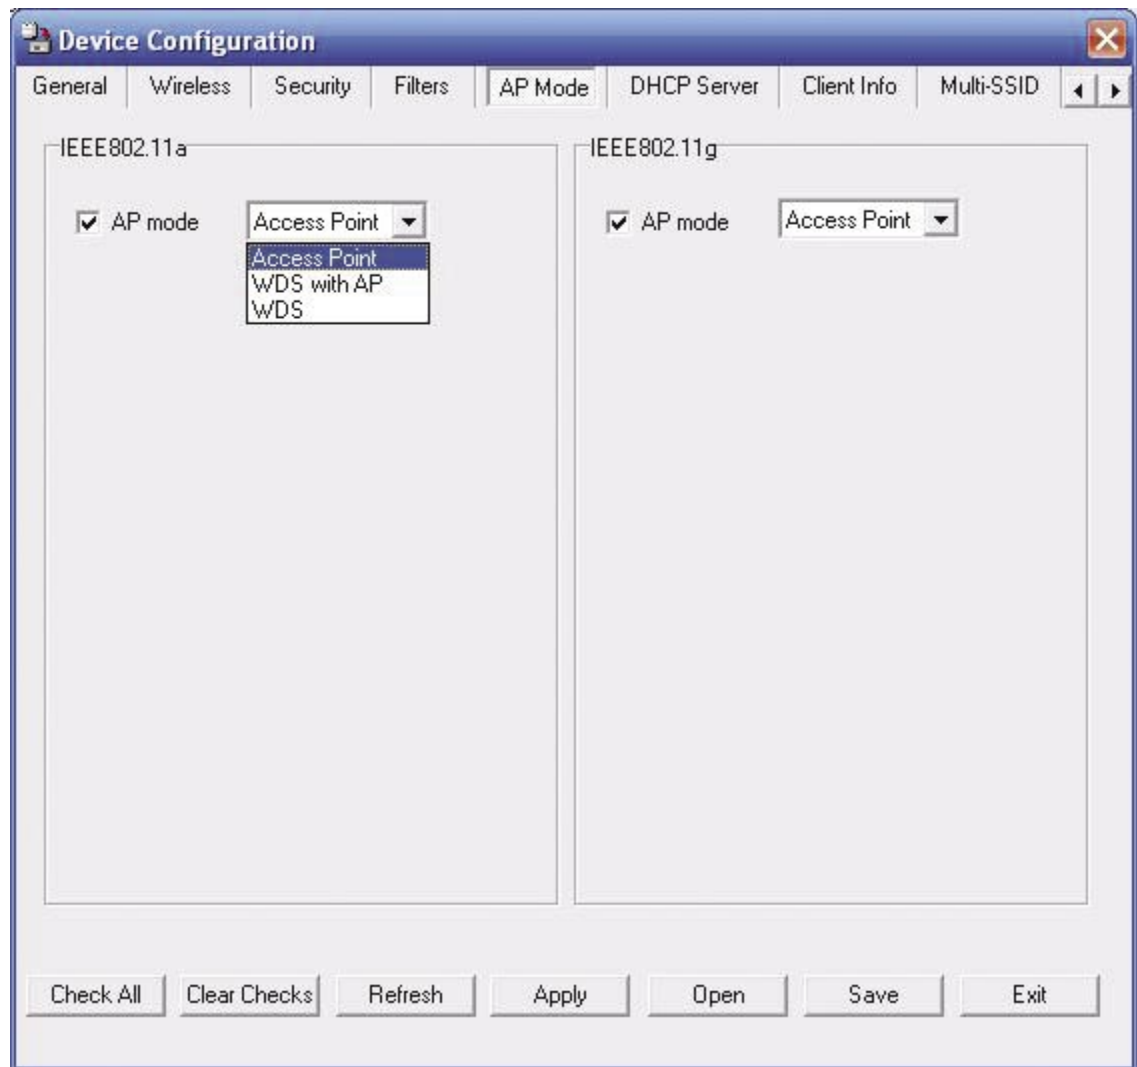 Device Configuration
General Wireless Security Filters AP Mode DHCP Server Client Info Multi-SSID
IEEE802.11a
AP mode Access Point
Access Point
WDS with AP
WDS
IEEE802.11g
AP mode Access Point
Check All Clear Checks Refresh Apply Open Save Exit